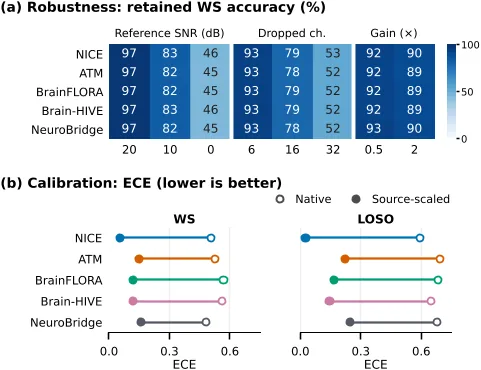 (a) Robustness: retained WS accuracy (%)
Reference SNR (dB) Dropped ch. Gain (×)
NICE 97 83 46 93 79 53 92 90
ATM 97 82 45 93 78 52 92 89
BrainFLORA 97 82 45 93 79 52 92 89
Brain-HIVE 97 83 46 93 79 52 92 89
NeuroBridge 97 82 45 93 78 52 93 90
20 10 0 6 16 32 0.5 2
100
50
0
(b) Calibration: ECE (lower is better)
Native Source-scaled
WS LOSO
NICE
ATM
BrainFLORA
Brain-HIVE
NeuroBridge
0.0 0.3 0.6 0.0 0.3 0.6
ECE ECE